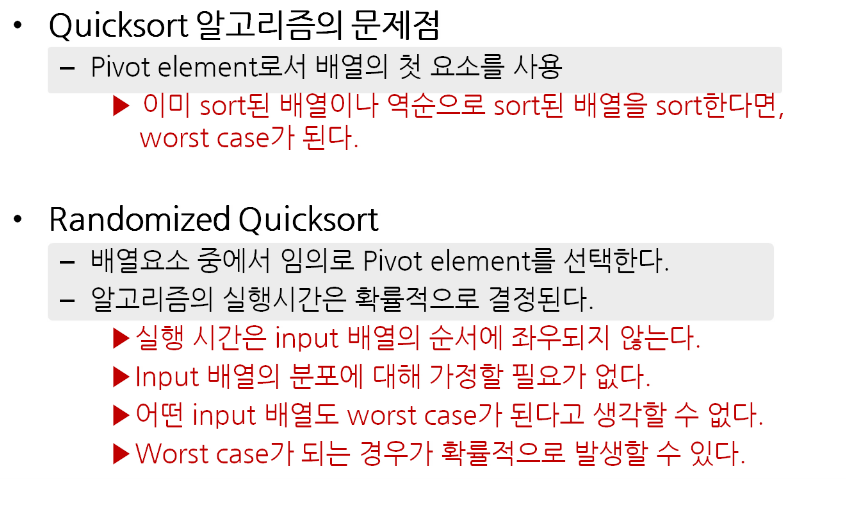 • Quicksort 알고리즘의 문제점
– Pivot element로서 배열의 첫 요소를 사용
▶ 이미 sort된 배열이나 역순으로 sort된 배열을 sort한다면,
worst case가 된다.
• Randomized Quicksort
– 배열요소 중에서 임의로 Pivot element를 선택한다.
– 알고리즘의 실행시간은 확률적으로 결정된다.
▶실행 시간은 input 배열의 순서에 좌우되지 않는다.
▶Input 배열의 분포에 대해 가정할 필요가 없다.
▶어떤 input 배열도 worst case가 된다고 생각할 수 없다.
▶Worst case가 되는 경우가 확률적으로 발생할 수 있다.